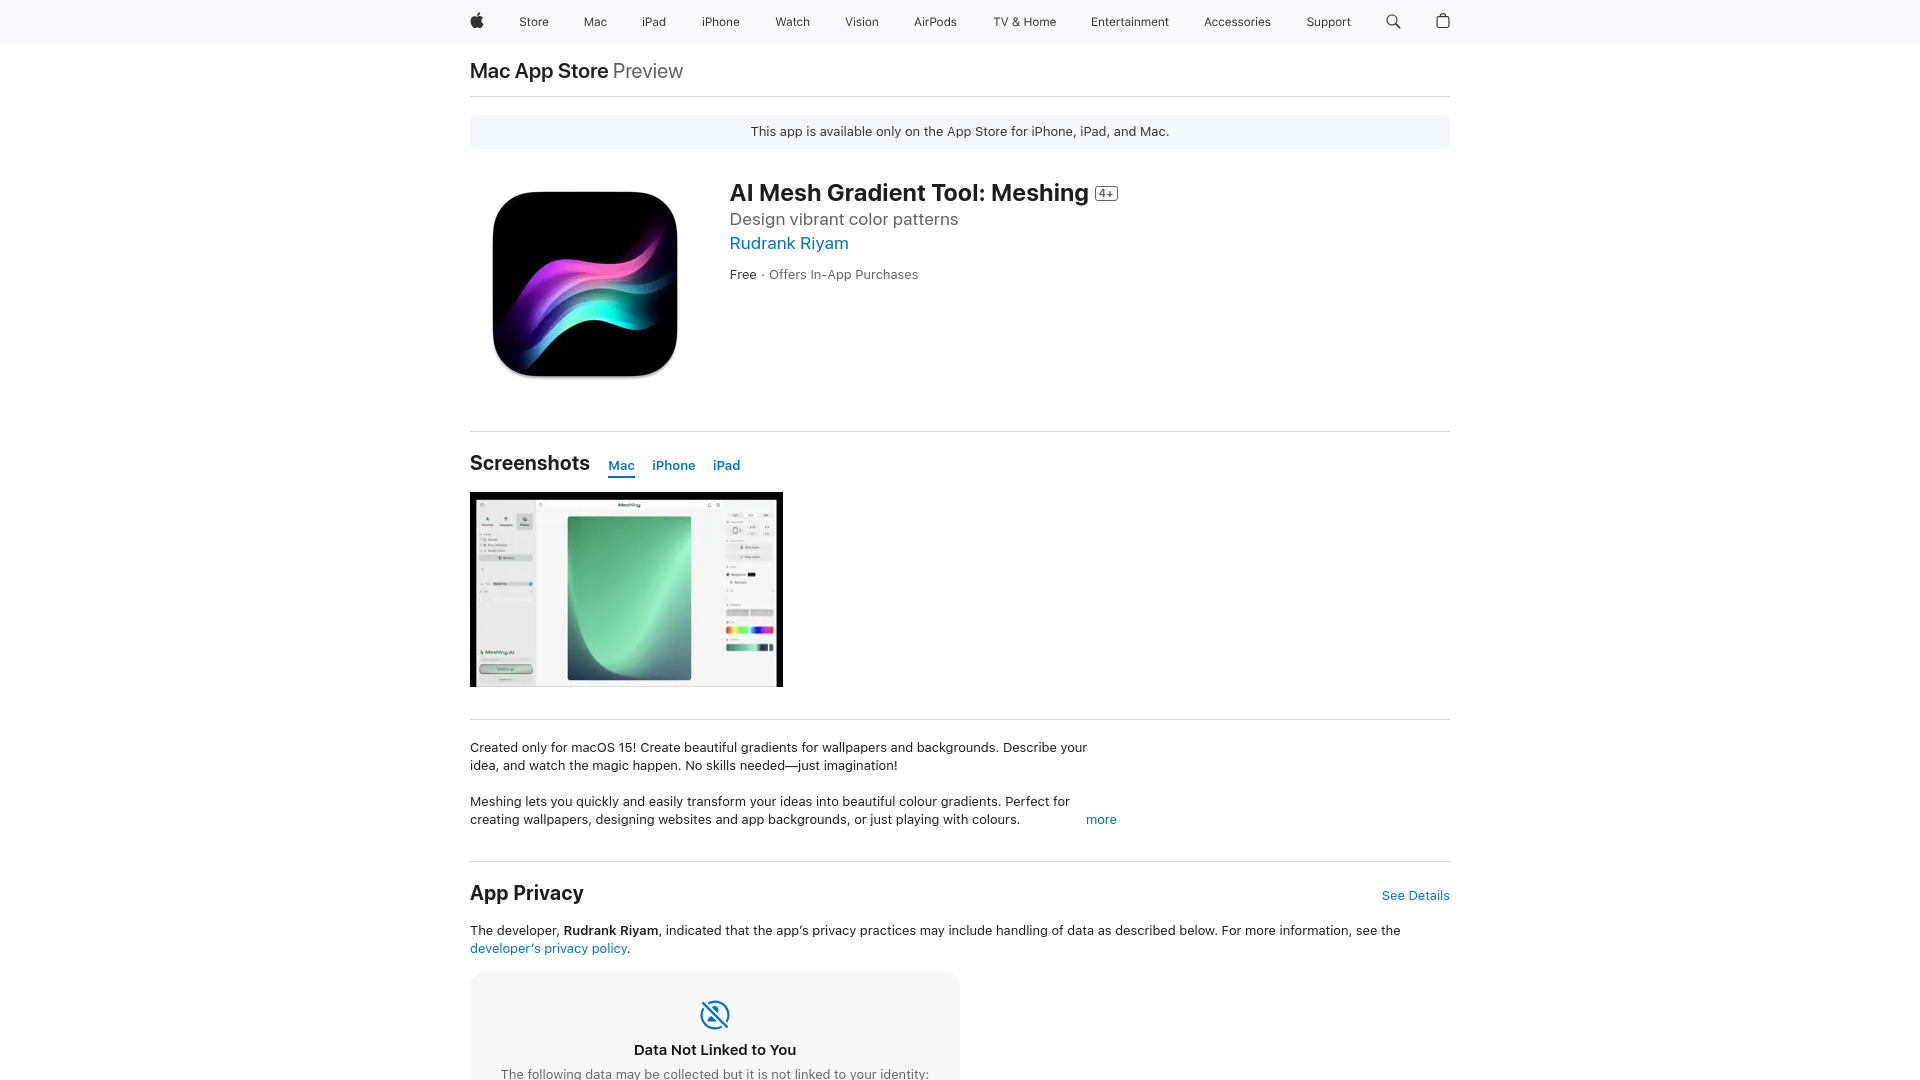 Store Mac iPad iPhone Watch Vision AirPods TV & Home Entertainment Accessories Support
Mac App Store Preview
This app is available only on the App Store for iPhone, iPad, and Mac.
AI Mesh Gradient Tool: Meshing 4+
Design vibrant color patterns
Rudrank Riyam
Free · Offers In-App Purchases
Screenshots Mac iPhone iPad
Meshing
Meshing AI
Created only for macOS 15! Create beautiful gradients for wallpapers and backgrounds. Describe your
idea, and watch the magic happen. No skills needed—just imagination!
Meshing lets you quickly and easily transform your ideas into beautiful colour gradients. Perfect for
creating wallpapers, designing websites and app backgrounds, or just playing with colours. more
App Privacy See Details
The developer, Rudrank Riyam, indicated that the app’s privacy practices may include handling of data as described below. For more information, see the
developer’s privacy policy.
Data Not Linked to You
The following data may be collected but it is not linked to your identity: